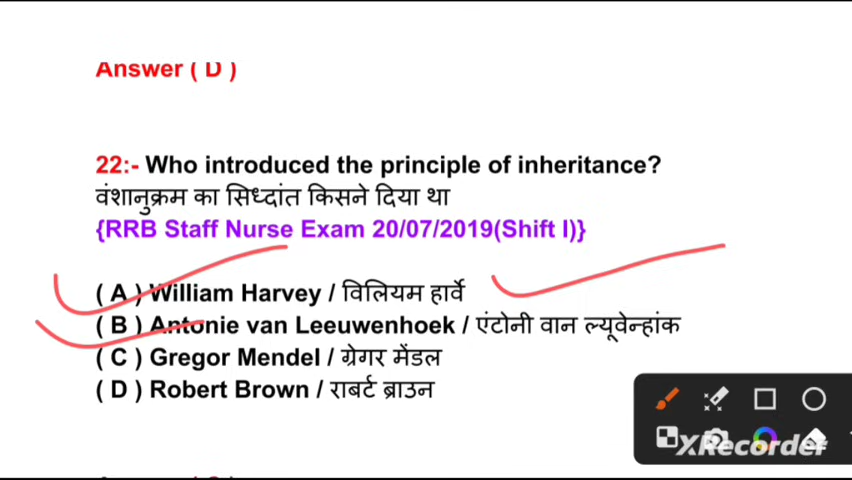 Answer ( D )
22:- Who introduced the principle of inheritance?
वंशानुक्रम का सिध्दांत किसने दिया था
{RRB Staff Nurse Exam 20/07/2019(Shift I)}
( A ) William Harvey / विलियम हार्वे
( B ) Antonie van Leeuwenhoek / एंटोनी वान ल्यूवेन्हांक
( C ) Gregor Mendel / ग्रेगर मेंडल
( D ) Robert Brown / राबर्ट ब्राउन
XRecorder